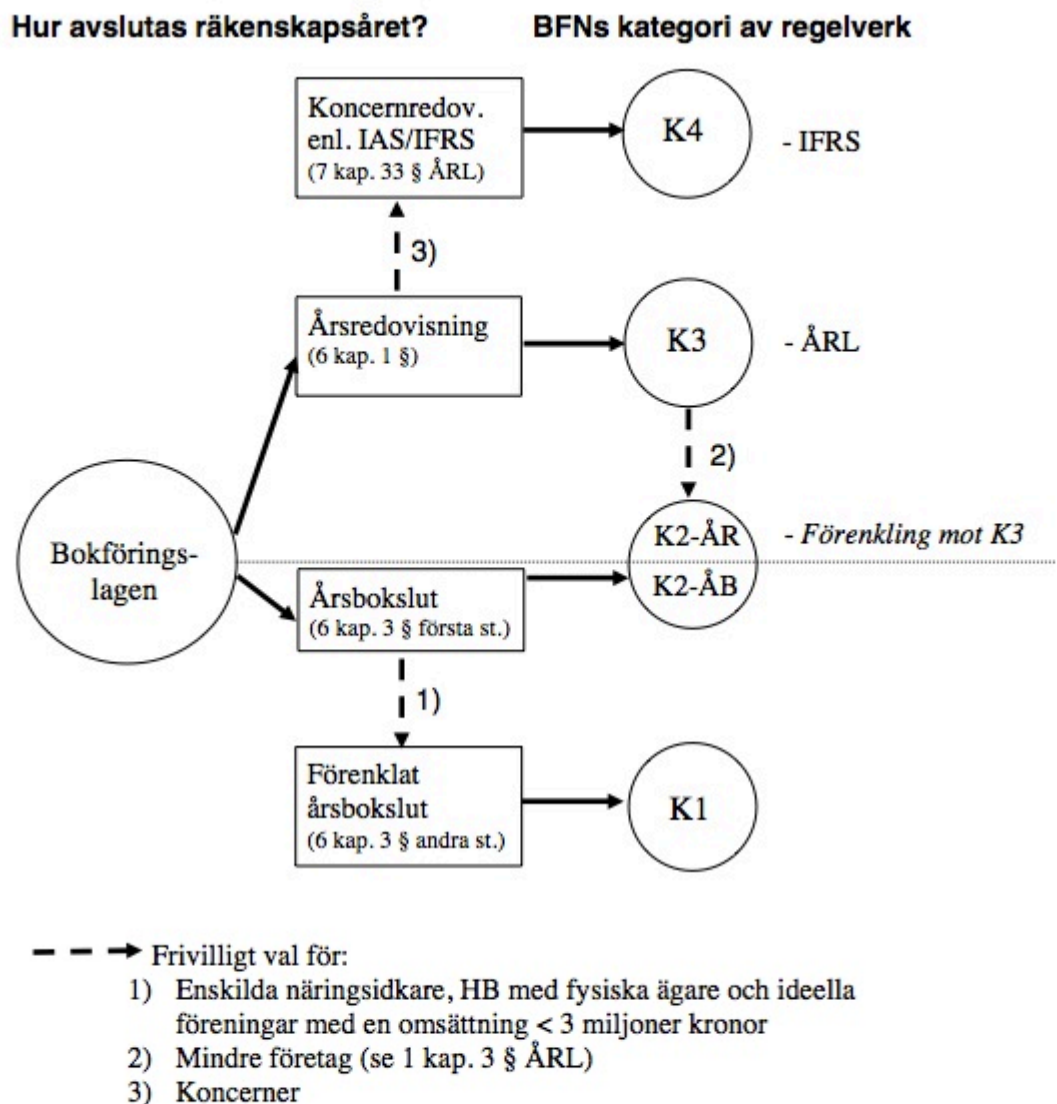 Hur avslutas räkenskapsåret?
BFNs kategori av regelverk
Koncernredov.
enl. IAS/IFRS
(7 kap. 33 § ÅRL)
K4
- IFRS
3)
Årsredovisning
(6 kap. 1 §)
K3
- ÅRL
2)
Bokförings-
lagen
K2-ÅR
- Förenkling mot K3
K2-ÅB
Årsbokslut
(6 kap. 3 § första st.)
1)
Förenklat
årsbokslut
(6 kap. 3 § andra st.)
K1
Frivilligt val för:
1) Enskilda näringsidkare, HB med fysiska ägare och ideella
föreningar med en omsättning < 3 miljoner kronor
2) Mindre företag (se 1 kap. 3 § ÅRL)
3) Koncerner